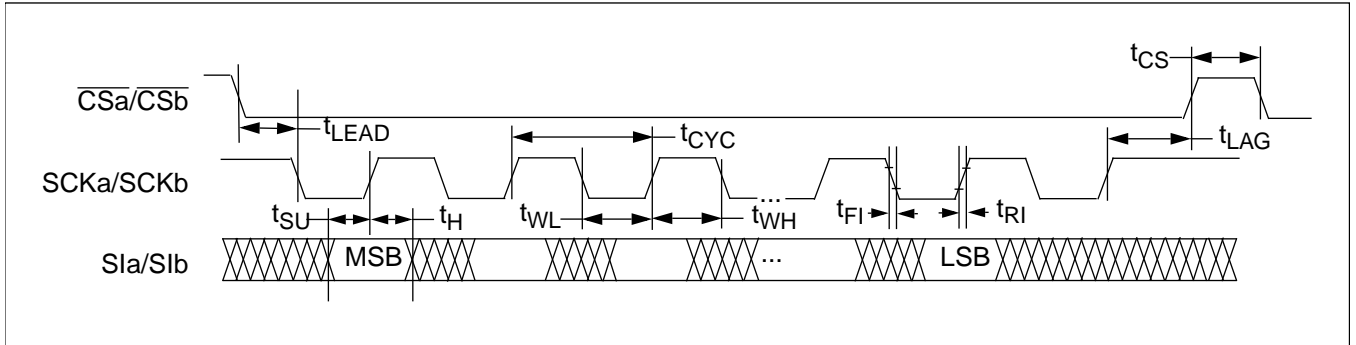 tCS
CSa/CSb
tLEAD
tCYC
tLAG
SCKa/SCKb
...
tSU
tH
tWL
tWH
tFI
tRI
SIa/SIb
MSB
...
LSB